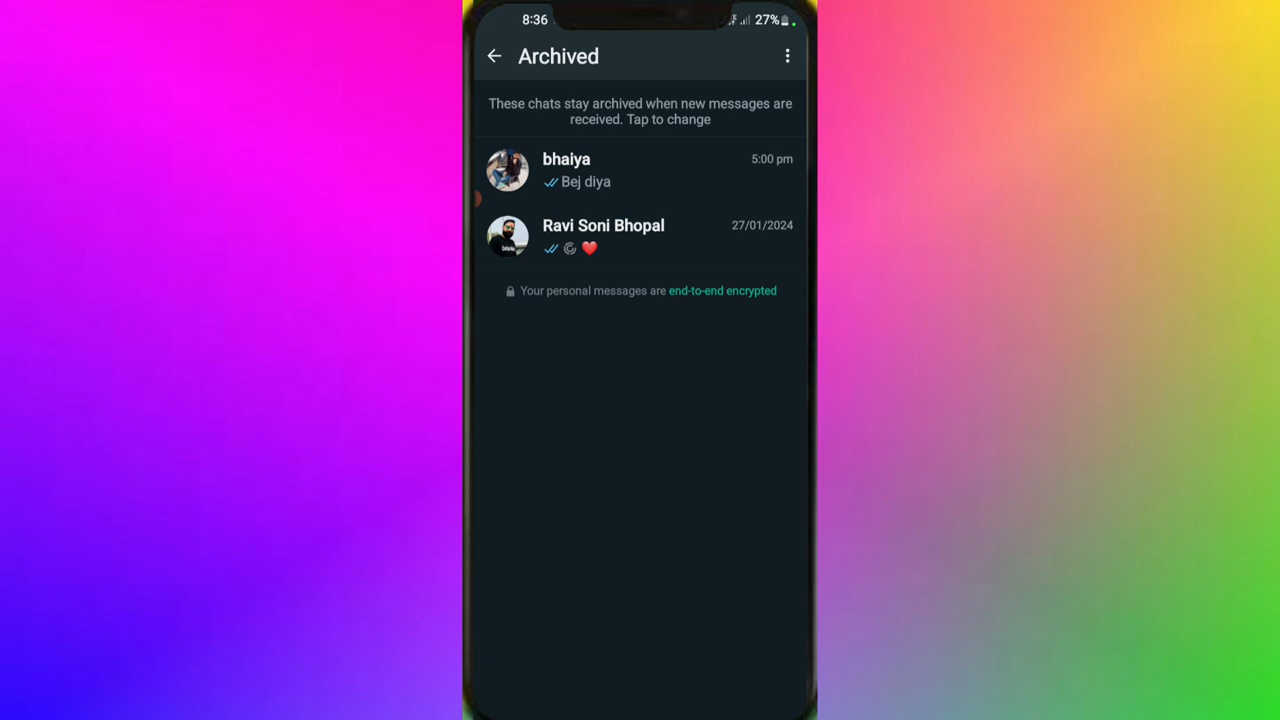 8:36
27%
Archived
These chats stay archived when new messages are
received. Tap to change
bhaiya
5:00 pm
Bej diya
Ravi Soni Bhopal
27/01/2024
❤️
Your personal messages are end-to-end encrypted